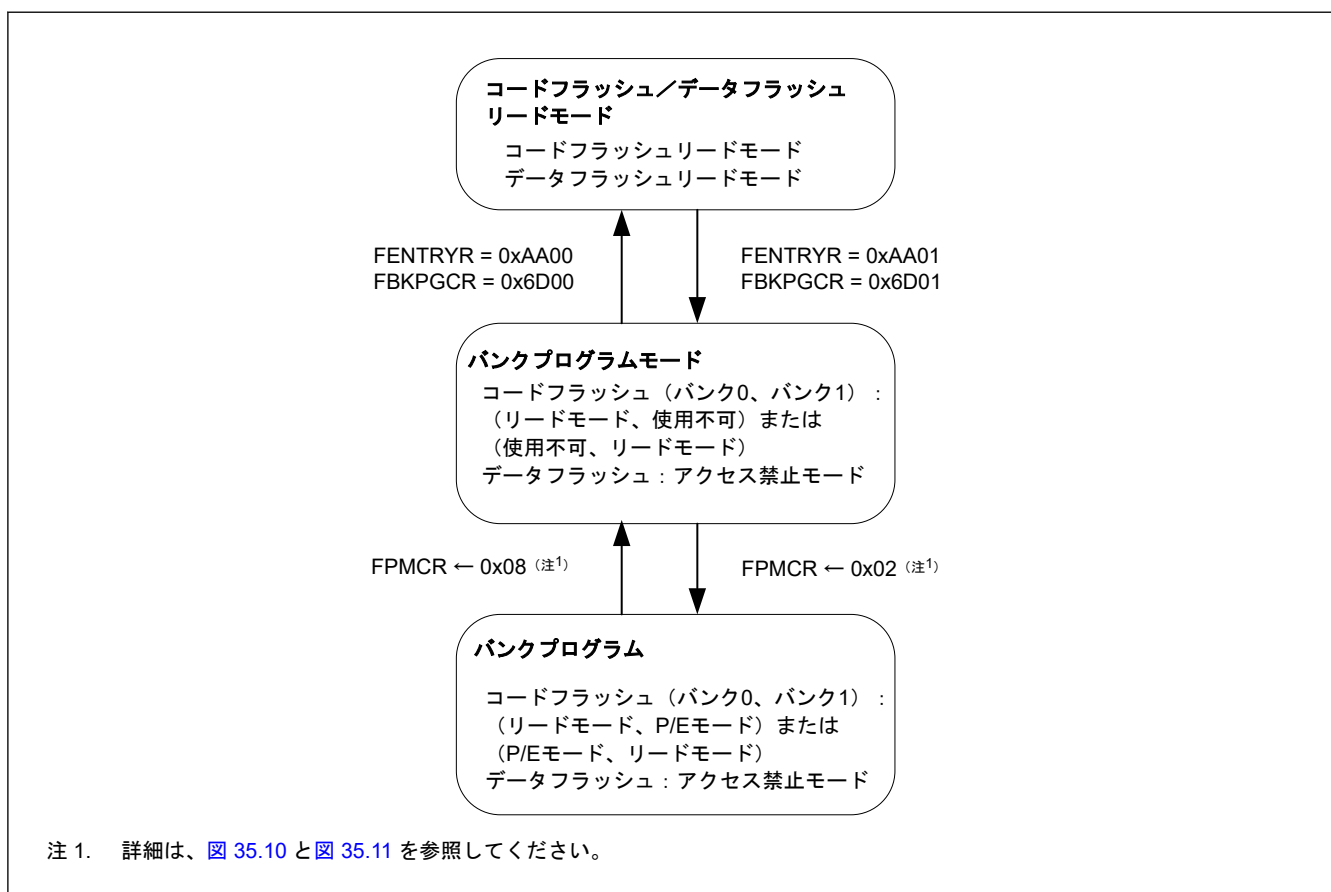 コードフラッシュ／データフラッシュ
リードモード
コードフラッシュリードモード
データフラッシュリードモード
FENTRYR = 0xAA00
FBKPGCR = 0x6D00
FENTRYR = 0xAA01
FBKPGCR = 0x6D01
バンクプログラムモード
コードフラッシュ（バンク0、バンク1）：
（リードモード、使用不可）または
（使用不可、リードモード）
データフラッシュ：アクセス禁止モード
FPMCR ← 0x08（注1）
FPMCR ← 0x02（注1）
バンクプログラム
コードフラッシュ（バンク0、バンク1）：
（リードモード、P/Eモード）または
（P/Eモード、リードモード）
データフラッシュ：アクセス禁止モード
注 1. 詳細は、図 35.10 と図 35.11 を参照してください。